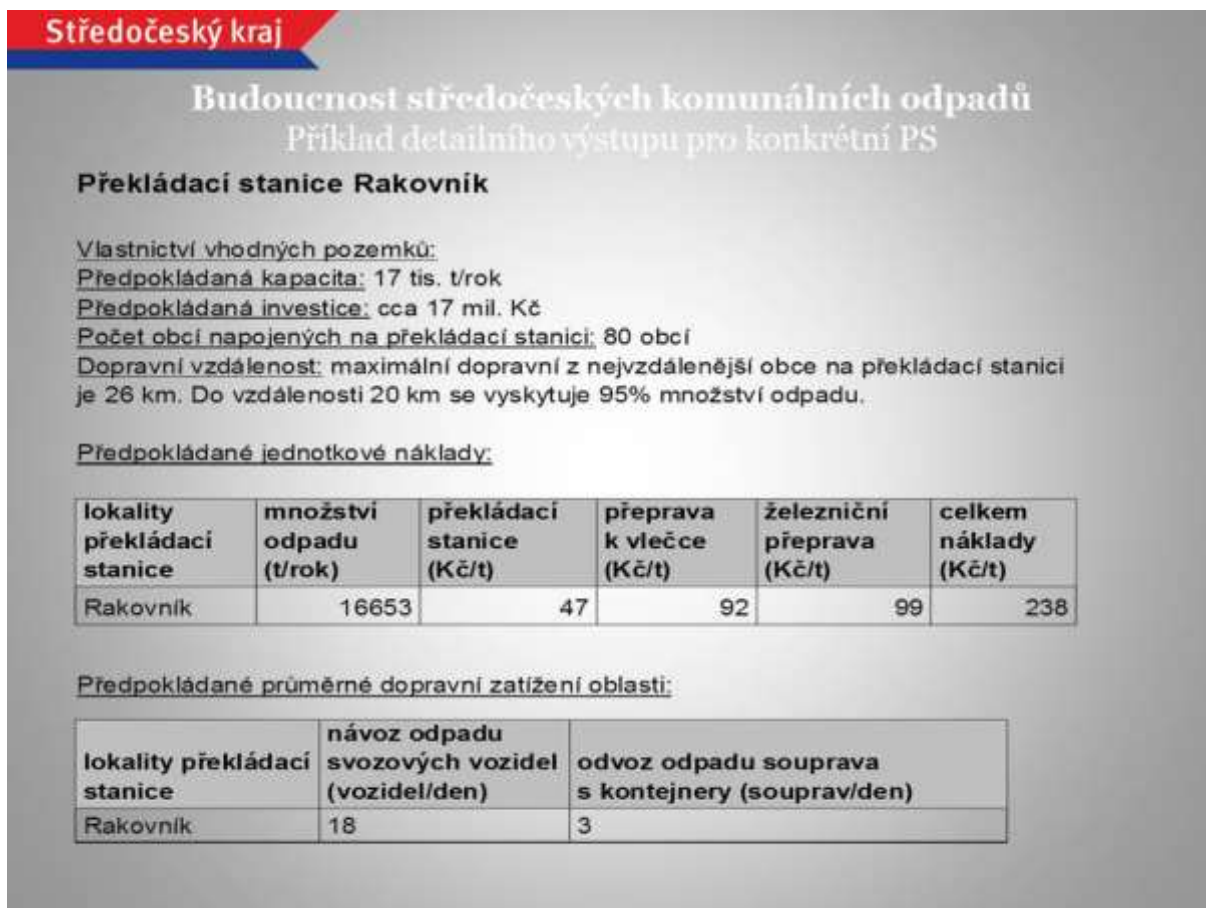 Středočeský kraj
Budoucnost středočeských komunálních odpadů
Příklad detailního výstupu pro konkrétní PS
Překládací stanice Rakovník
Vlastnictví vhodných pozemků:
Předpokládaná kapacita: 17 tis. t/rok
Předpokládaná investice: cca 17 mil. Kč
Počet obcí napojených na překládací stanici: 80 obcí
Dopravní vzdálenost: maximální dopravní z nejvzdálenější obce na překládací stanici
je 26 km. Do vzdálenosti 20 km se vyskytuje 95% množství odpadu.
Předpokládané jednotkové náklady:
lokality překládací stanice | množství odpadu (t/rok) | překládací stanice (Kč/t) | přeprava k vlečce (Kč/t) | železniční přeprava (Kč/t) | celkem náklady (Kč/t)
Rakovník | 16653 | 47 | 92 | 99 | 238
Předpokládané průměrné dopravní zatížení oblasti:
lokality překládací stanice | návoz odpadu svozových vozidel (vozidel/den) | odvoz odpadu souprava s kontejnery (souprav/den)
Rakovník | 18 | 3